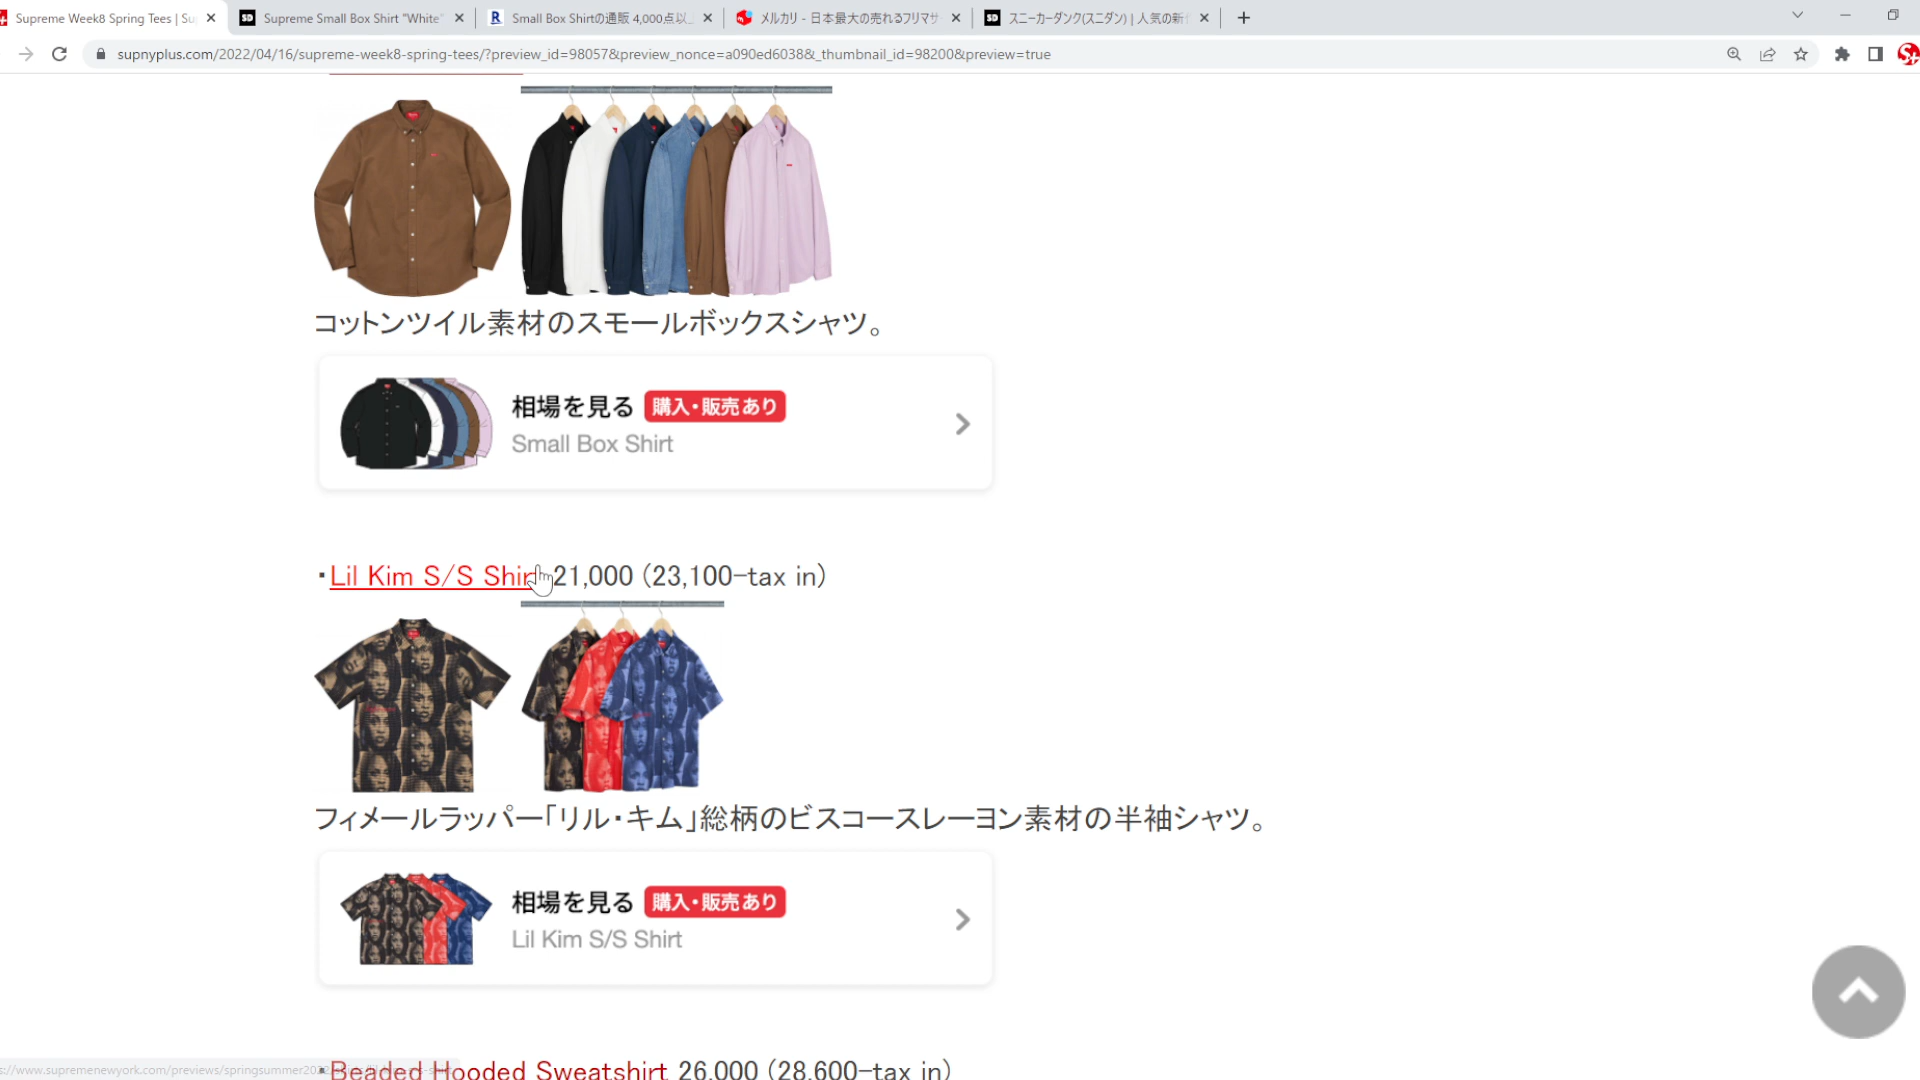 Supreme Week8 Spring Tees | Su
Supreme Small Box Shirt "White"
Small Box Shirtの通販 4,000点以
メルカリ - 日本最大の売れるフリマサ
スニーカーダンク(スニダン) | 人気の新
supnyplus.com/2022/04/16/supreme-week8-spring-tees/?preview_id=98057&preview_nonce=a090ed6038&_thumbnail_id=98200&preview=true
コットンツイル素材のスモールボックスシャツ。
相場を見る 購入・販売あり
Small Box Shirt
・Lil Kim S/S Shirt 21,000 (23,100-tax in)
フィメールラッパー「リル・キム」総柄のビスコースレーヨン素材の半袖シャツ。
相場を見る 購入・販売あり
Lil Kim S/S Shirt
・Beaded Hooded Sweatshirt 26,000 (28,600-tax in)